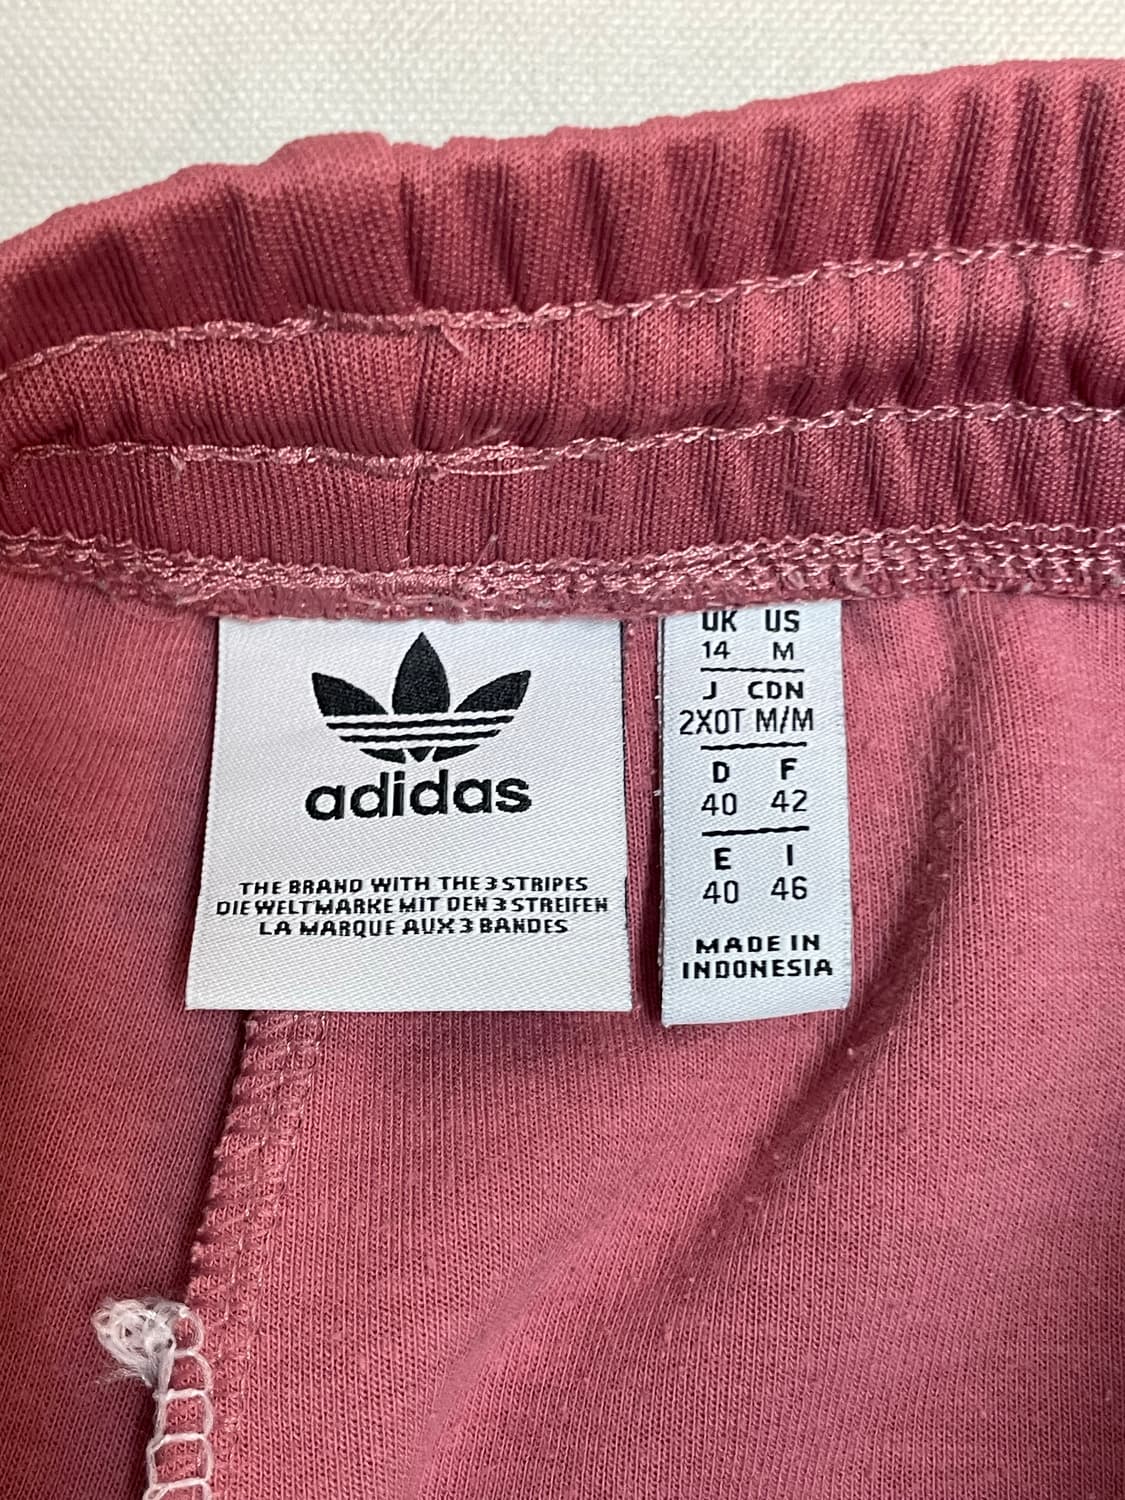 adidas
THE BRAND WITH THE 3 STRIPES
DIE WELTMARKE MIT DEN 3 STREIFEN
LA MARQUE AUX 3 BANDES
UK US
14 M
J CDN
2XOT M/M
D F
40 42
E I
40 46
MADE IN
INDONESIA